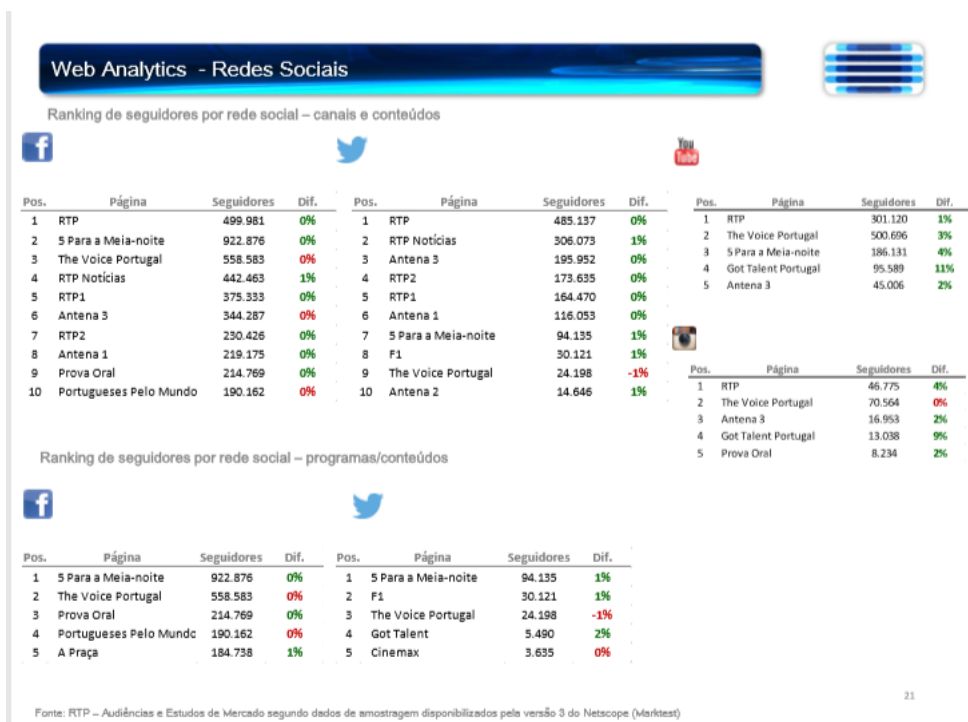 Web Analytics - Redes Sociais
Ranking de seguidores por rede social – canais e conteúdos
You
Tube
Pos. Página Seguidores Dif.
1 RTP 499.981 0%
2 5 Para a Meia-noite 922.876 0%
3 The Voice Portugal 558.583 0%
4 RTP Notícias 442.463 1%
5 RTP1 375.333 0%
6 Antena 3 344.287 0%
7 RTP2 230.426 0%
8 Antena 1 219.175 0%
9 Prova Oral 214.769 0%
10 Portugueses Pelo Mundo 190.162 0%
Pos. Página Seguidores Dif.
1 RTP 485.137 0%
2 RTP Notícias 306.073 1%
3 Antena 3 195.952 0%
4 RTP2 173.635 0%
5 RTP1 164.470 0%
6 Antena 1 116.053 0%
7 5 Para a Meia-noite 94.135 1%
8 F1 30.121 1%
9 The Voice Portugal 24.198 -1%
10 Antena 2 14.646 1%
Pos. Página Seguidores Dif.
1 RTP 301.120 1%
2 The Voice Portugal 500.696 3%
3 5 Para a Meia-noite 186.131 4%
4 Got Talent Portugal 95.589 11%
5 Antena 3 45.006 2%
Pos. Página Seguidores Dif.
1 RTP 46.775 4%
2 The Voice Portugal 70.564 0%
3 Antena 3 16.953 2%
4 Got Talent Portugal 13.038 9%
5 Prova Oral 8.234 2%
Ranking de seguidores por rede social – programas/conteúdos
Pos. Página Seguidores Dif.
1 5 Para a Meia-noite 922.876 0%
2 The Voice Portugal 558.583 0%
3 Prova Oral 214.769 0%
4 Portugueses Pelo Mundo 190.162 0%
5 A Praça 184.738 1%
Pos. Página Seguidores Dif.
1 5 Para a Meia-noite 94.135 1%
2 F1 30.121 1%
3 The Voice Portugal 24.198 -1%
4 Got Talent 5.490 2%
5 Cinemax 3.635 0%
21
Fonte: RTP – Audiências e Estudos de Mercado segundo dados de amostragem disponibilizados pela versão 3 do Netscope (Marktest)